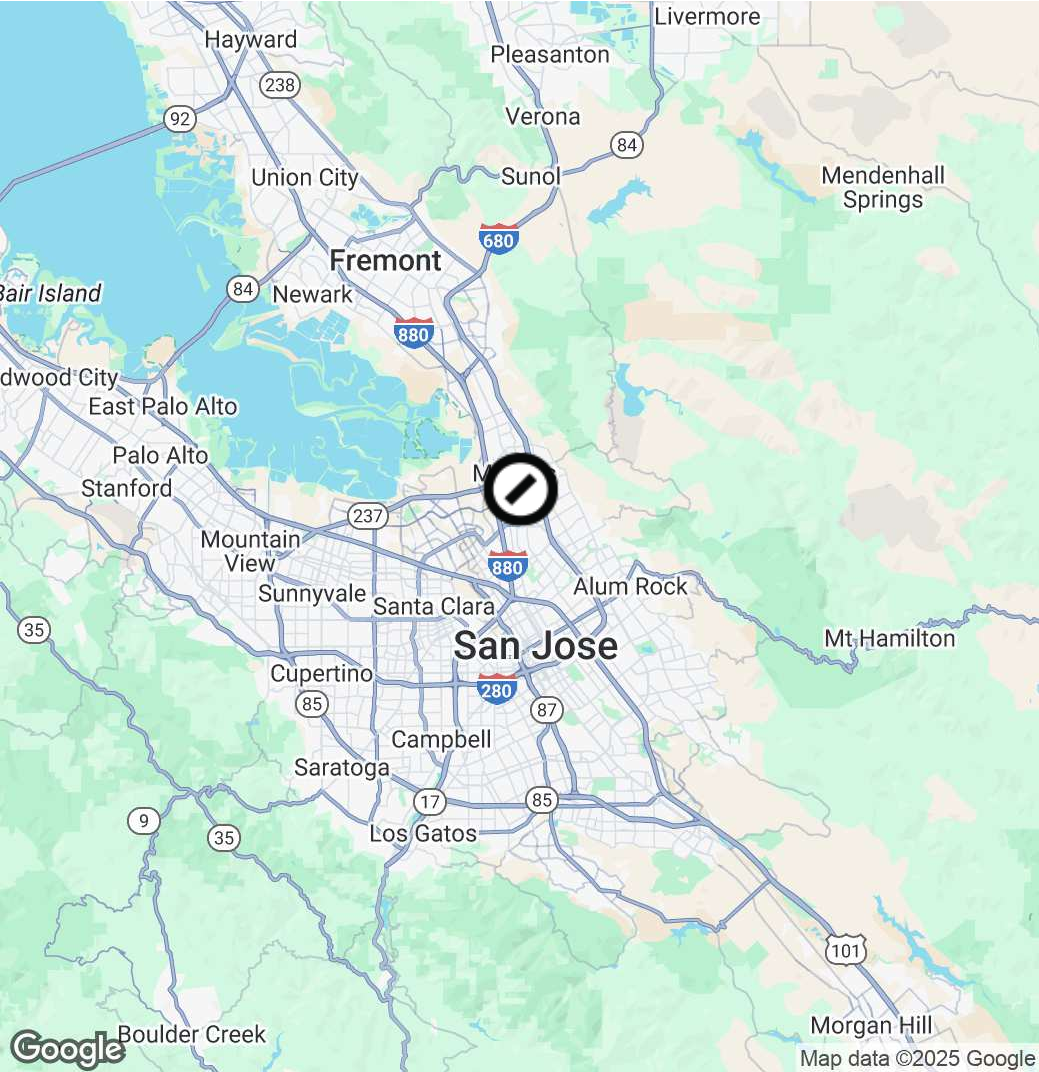 Livermore
Hayward
Pleasanton
238
92
Verona
84
Union City
Sunol
Mendenhall
Springs
680
Fremont
84
Bair Island
Newark
880
dwood City
East Palo Alto
Palo Alto
Stanford
237
Mountain
View
880
Sunnyvale
Alum Rock
Santa Clara
35
San Jose
Mt Hamilton
Cupertino
280
85
87
Campbell
Saratoga
17
85
9
35
Los Gatos
101
Morgan Hill
Boulder Creek
Google
Map data ©2025 Google